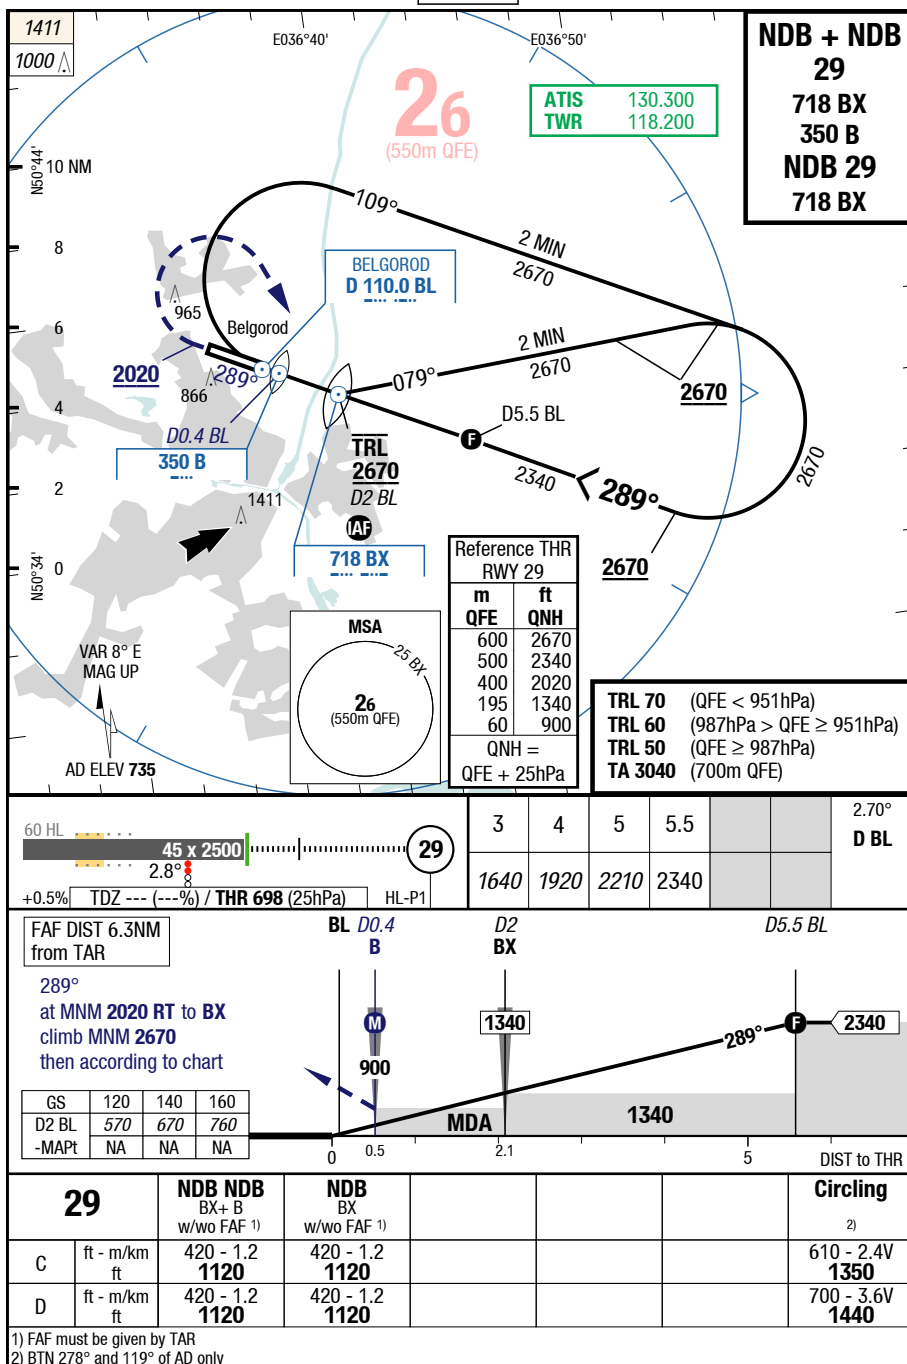 1411
1000
E036°40'
E036°50'
NDB + NDB
29
718 BX
350 B
NDB 29
718 BX
26
(550m QFE)
ATIS 130.300
TWR 118.200
N50°44'
10 NM
8
6
4
2
0
N50°34'
109°
2 MIN
2670
BELGOROD
D 110.0 BL
965
Belgorod
2020
289°
866
D0.4 BL
350 B
2 MIN
2670
079°
2670
D5.5 BL
F
TRL
2670
D2 BL
IAF
2340
289°
2670
2670
1411
718 BX
Reference THR
RWY 29
m ft
QFE QNH
600 2670
500 2340
400 2020
195 1340
60 900
QNH =
QFE + 25hPa
MSA
25 BX
26
(550m QFE)
VAR 8° E
MAG UP
AD ELEV 735
TRL 70 (QFE < 951hPa)
TRL 60 (987hPa > QFE ≥ 951hPa)
TRL 50 (QFE ≥ 987hPa)
TA 3040 (700m QFE)
60 HL
45 x 2500
29
2.8°
+0.5%
TDZ --- (---%) / THR 698 (25hPa)
HL-P1
3 4 5 5.5
2.70°
D BL
1640 1920 2210 2340
FAF DIST 6.3NM
from TAR
BL D0.4 D2 D5.5 BL
B BX
289°
at MNM 2020 RT to BX
climb MNM 2670
then according to chart
M
900
1340
289°
F
2340
MDA
1340
GS 120 140 160
D2 BL 570 670 760
-MAPt NA NA NA
0 0.5 2.1 5 DIST to THR
29
NDB NDB
BX+ B
w/wo FAF 1)
NDB
BX
w/wo FAF 1)
Circling
2)
C ft - m/km 420 - 1.2 420 - 1.2 610 - 2.4V
ft 1120 1120 1350
D ft - m/km 420 - 1.2 420 - 1.2 700 - 3.6V
ft 1120 1120 1440
1) FAF must be given by TAR
2) BTN 278° and 119° of AD only